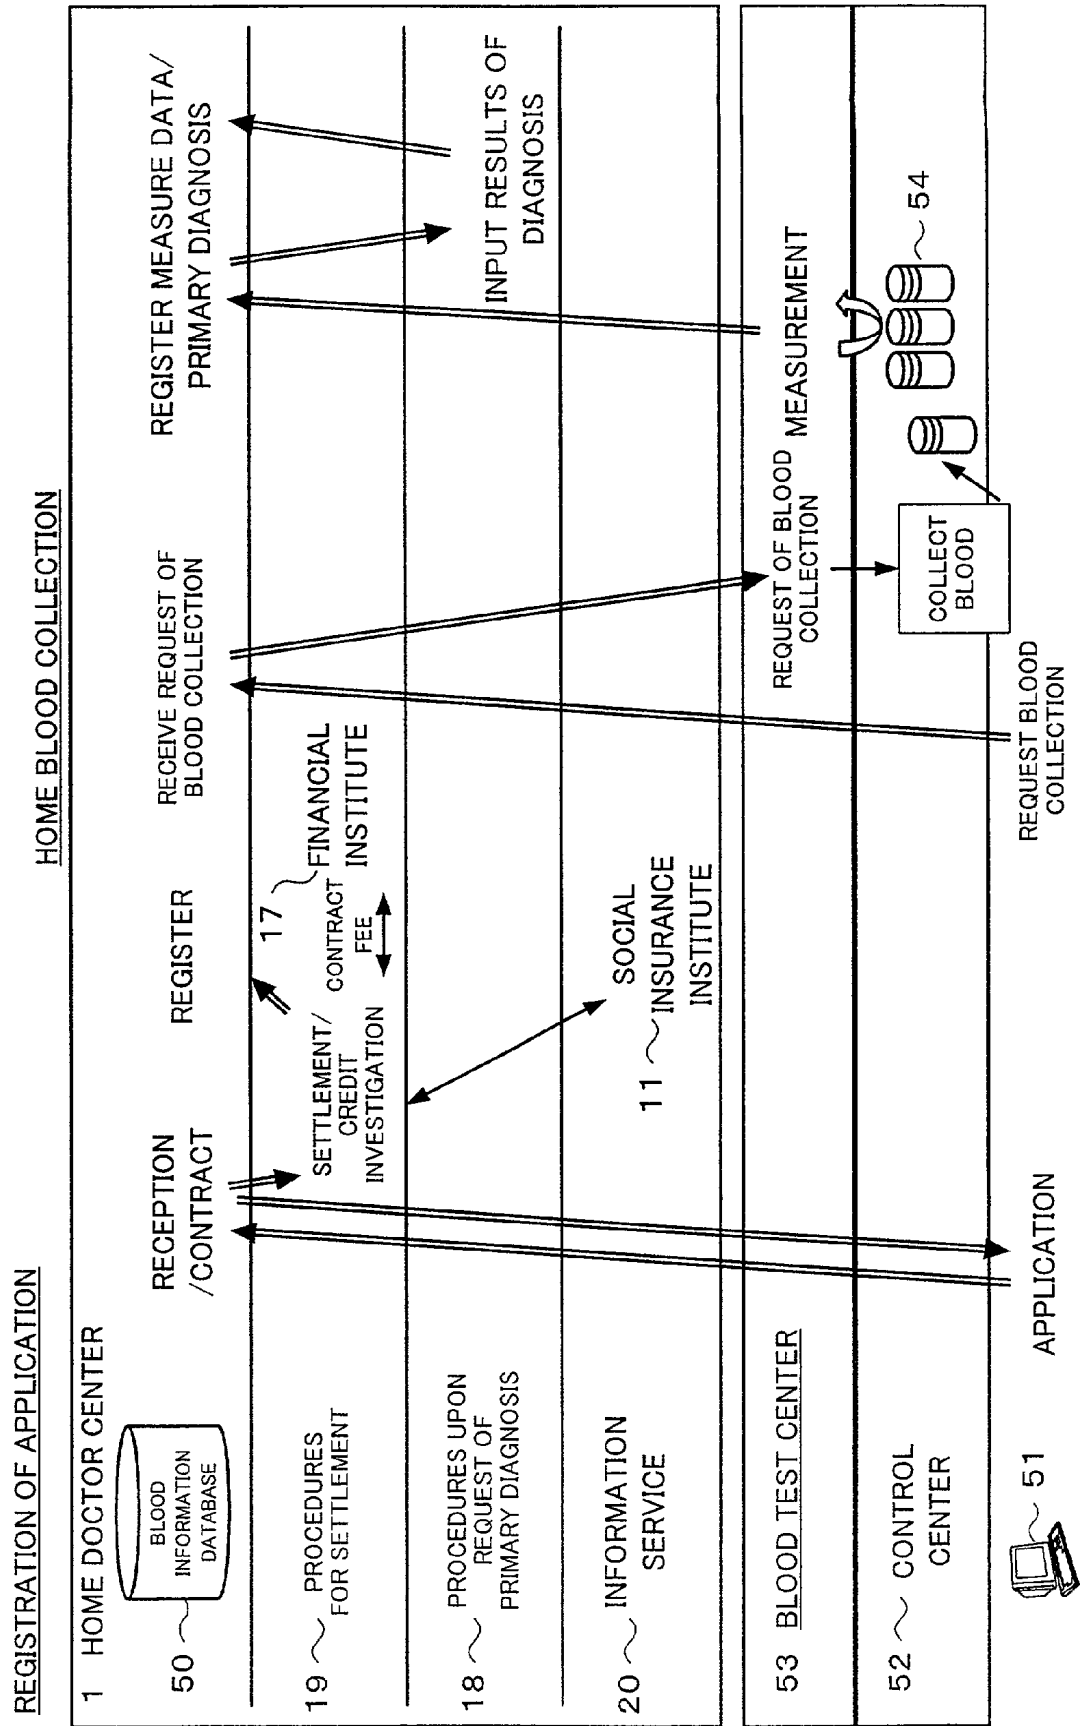 REGISTRATION OF APPLICATION
HOME BLOOD COLLECTION
1 HOME DOCTOR CENTER
50
BLOOD
INFORMATION
DATABASE
RECEPTION
/CONTRACT
REGISTER
RECEIVE REQUEST OF
BLOOD COLLECTION
REGISTER MEASURE DATA/
PRIMARY DIAGNOSIS
19
PROCEDURES
FOR SETTLEMENT
SETTLEMENT/
CREDIT
INVESTIGATION
17
CONTRACT
FEE
FINANCIAL
INSTITUTE
18
PROCEDURES UPON
REQUEST OF
PRIMARY DIAGNOSIS
INPUT RESULTS OF
DIAGNOSIS
20
INFORMATION
SERVICE
11
SOCIAL
INSURANCE
INSTITUTE
53 BLOOD TEST CENTER
REQUEST OF BLOOD
COLLECTION
MEASUREMENT
52
CONTROL
CENTER
COLLECT
BLOOD
54
51
APPLICATION
REQUEST BLOOD
COLLECTION